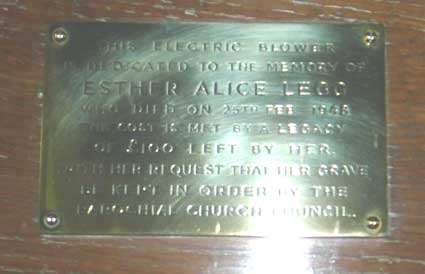 THIS ELECTRIC BLOWER
IS DEDICATED TO THE MEMORY OF
ESTHER ALICE LEGG
WHO DIED ON 25TH FEB
THE COST IS MET BY A LEGACY
OF £100 LEFT BY HER.
WITH HER REQUEST THAT HER GRAVE
BE KEPT IN ORDER BY THE
PAROCHIAL CHURCH COUNCIL.